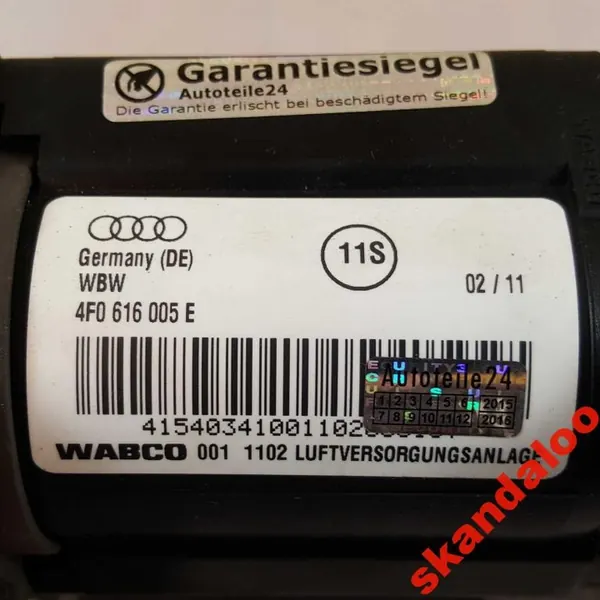 Garantiesiegel
Autoteile24
Die Garantie erlischt bei beschädigtem Siegel!
Germany (DE)
11S
WBW
02 / 11
4F0 616 005 E
Autoteile24
1 2 3 4 5 6 2015
7 8 9 10 11 12 2016
WABCO 001 1102 LUFTVERSORGUNGSANLAGE
skandaloo